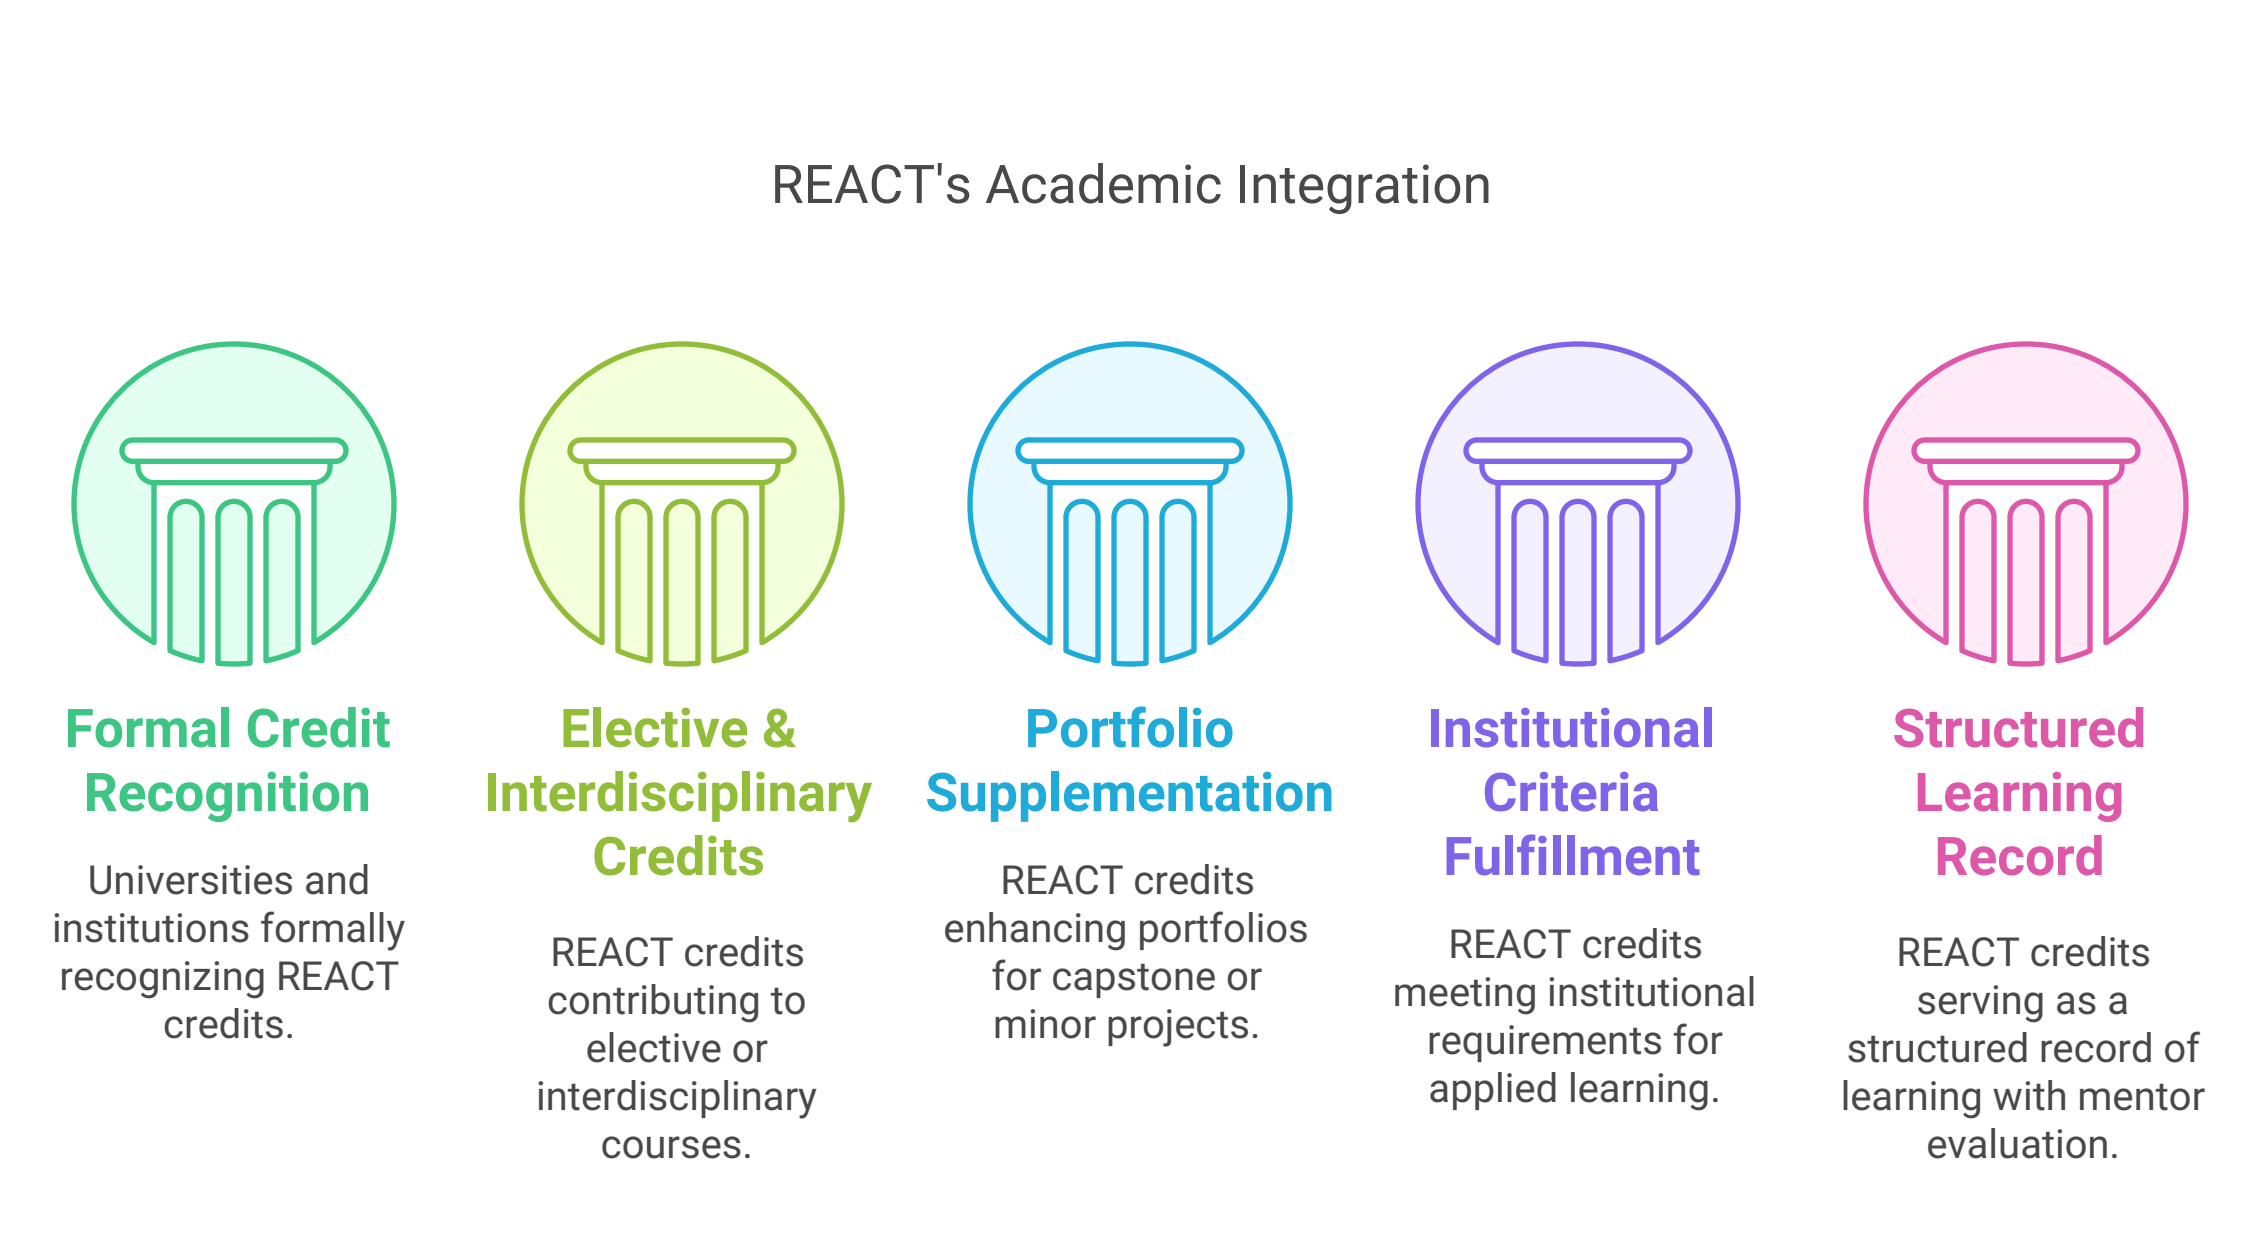 REACT's Academic Integration
Formal Credit
Recognition
Universities and
institutions formally
recognizing REACT
credits.
Elective &
Interdisciplinary
Credits
REACT credits
contributing to
elective or
interdisciplinary
courses.
Portfolio
Supplementation
REACT credits
enhancing portfolios
for capstone or
minor projects.
Institutional
Criteria
Fulfillment
REACT credits
meeting institutional
requirements for
applied learning.
Structured
Learning
Record
REACT credits
serving as a
structured record of
learning with mentor
evaluation.